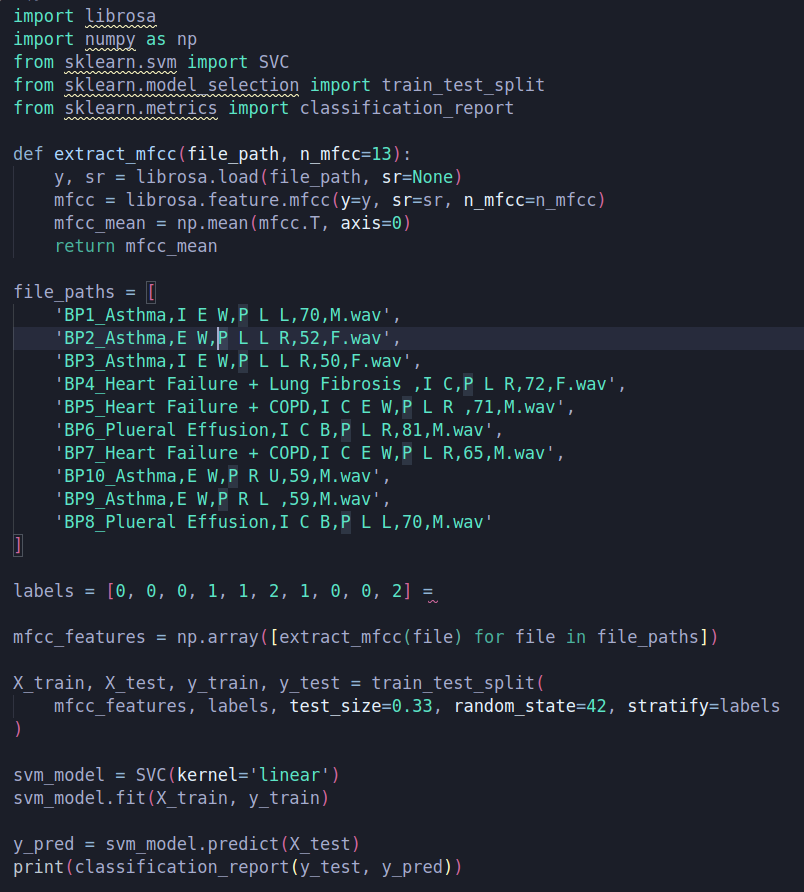 import librosa
import numpy as np
from sklearn.svm import SVC
from sklearn.model_selection import train_test_split
from sklearn.metrics import classification_report

def extract_mfcc(file_path, n_mfcc=13):
    y, sr = librosa.load(file_path, sr=None)
    mfcc = librosa.feature.mfcc(y=y, sr=sr, n_mfcc=n_mfcc)
    mfcc_mean = np.mean(mfcc.T, axis=0)
    return mfcc_mean

file_paths = [
    'BP1_Asthma,I E W,P L L,70,M.wav',
    'BP2_Asthma,E W,P L L R,52,F.wav',
    'BP3_Asthma,I E W,P L L R,50,F.wav',
    'BP4_Heart Failure + Lung Fibrosis ,I C,P L R,72,F.wav',
    'BP5_Heart Failure + COPD,I C E W,P L R ,71,M.wav',
    'BP6_Plueral Effusion,I C B,P L R,81,M.wav',
    'BP7_Heart Failure + COPD,I C E W,P L R,65,M.wav',
    'BP10_Asthma,E W,P R U,59,M.wav',
    'BP9_Asthma,E W,P R L ,59,M.wav',
    'BP8_Plueral Effusion,I C B,P L L,70,M.wav'
]

labels = [0, 0, 0, 1, 1, 2, 1, 0, 0, 2] =

mfcc_features = np.array([extract_mfcc(file) for file in file_paths])

X_train, X_test, y_train, y_test = train_test_split(
    mfcc_features, labels, test_size=0.33, random_state=42, stratify=labels
)

svm_model = SVC(kernel='linear')
svm_model.fit(X_train, y_train)

y_pred = svm_model.predict(X_test)
print(classification_report(y_test, y_pred))